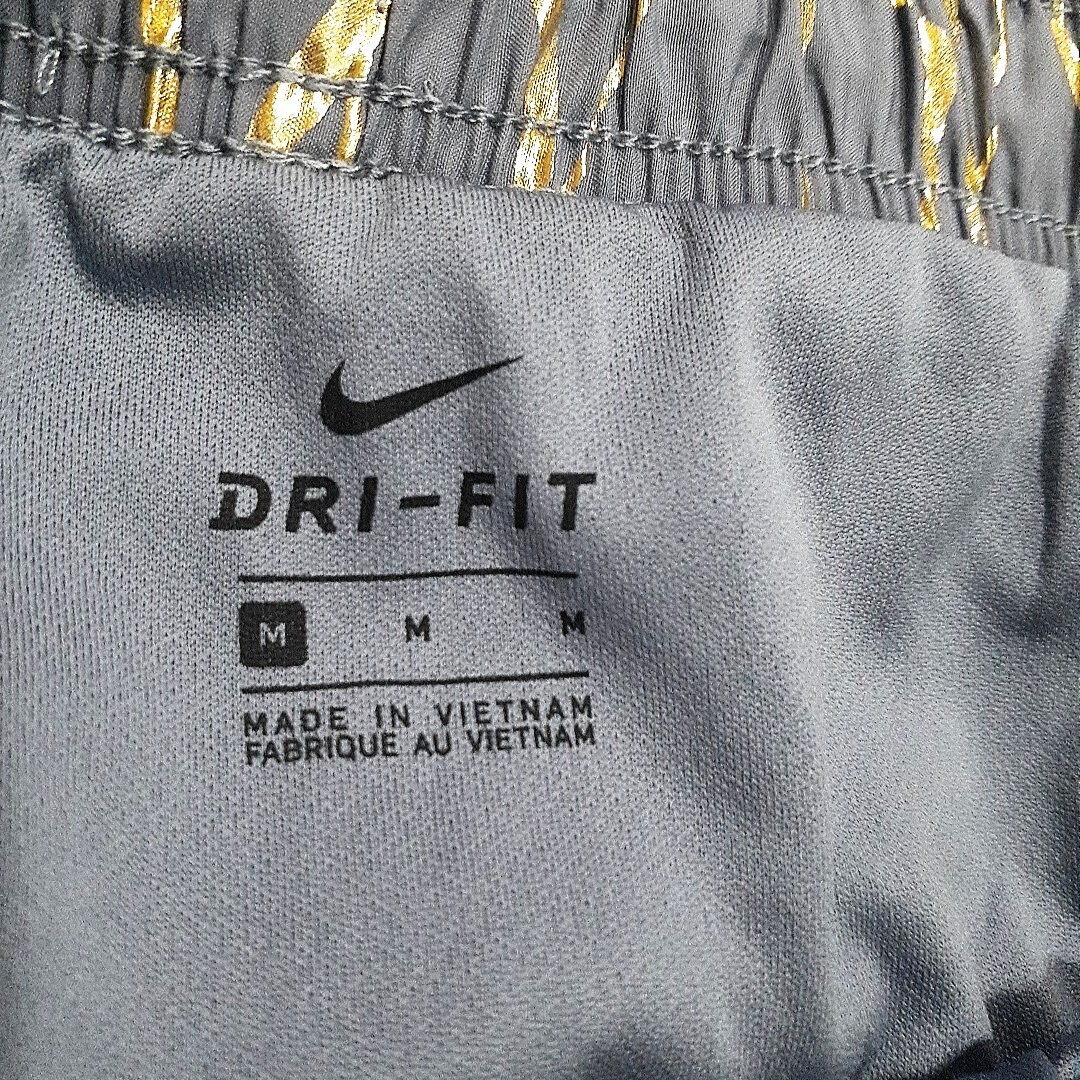 DRI-FIT
M M M
MADE IN VIETNAM
FABRIQUE AU VIETNAM